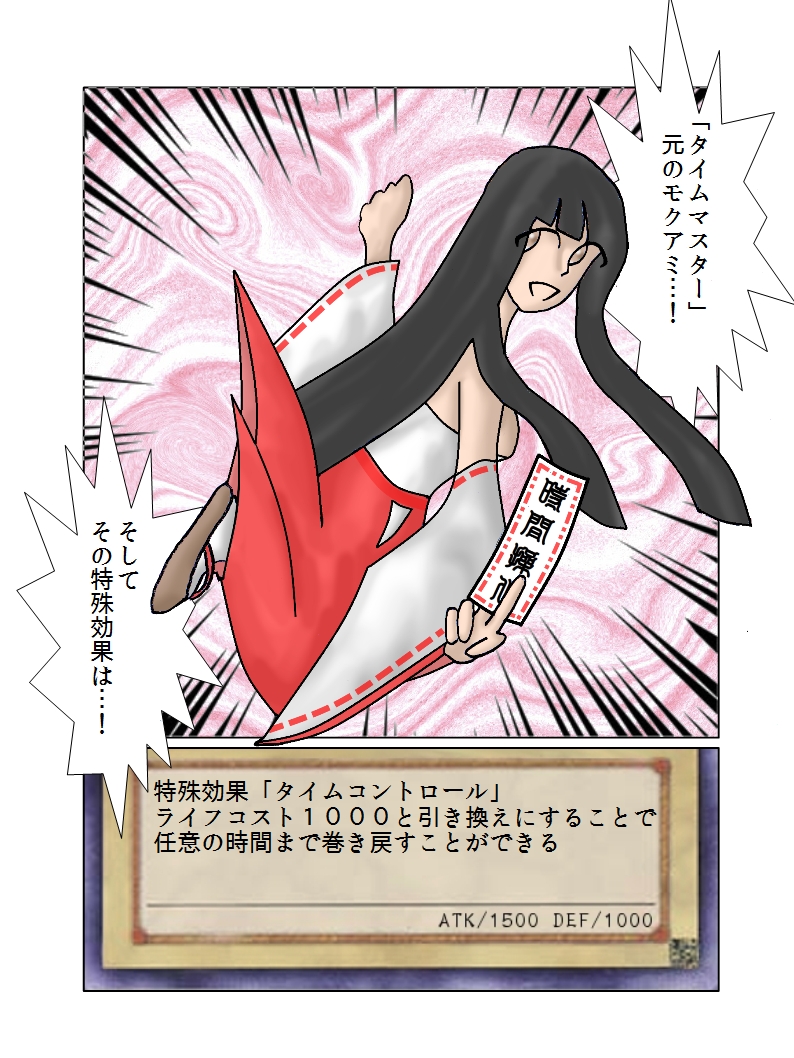 「タイムマスター」
元のモクアミ…！
時間操
そして
その特殊効果は…！
特殊効果「タイムコントロール」
ライフコスト１０００と引き換えにすることで
任意の時間まで巻き戻すことができる
ATK/1500 DEF/1000